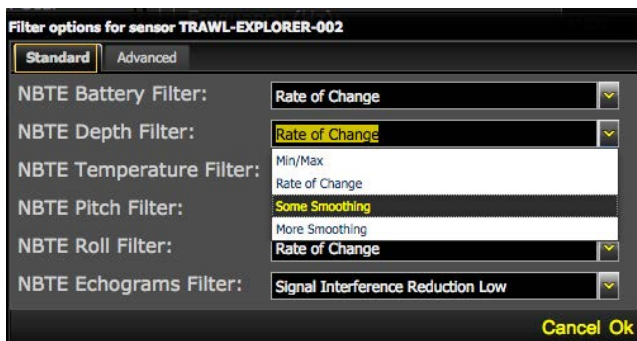 Filter options for sensor TRAWL-EXPLORER-002
Standard Advanced
NBTE Battery Filter: Rate of Change
NBTE Depth Filter: Rate of Change
Min/Max
NBTE Temperature Filter:
Rate of Change
NBTE Pitch Filter: Some Smoothing
More Smoothing
NBTE Roll Filter: Rate of Change
NBTE Echograms Filter: Signal Interference Reduction Low
Cancel Ok